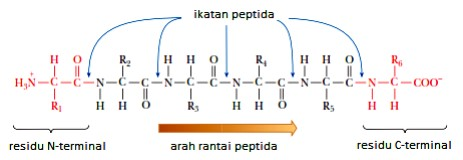 ikatan peptida
H O R₂ H H O R₄ H H O R₆
H₃N⁺—C—C—N—C—C—N—C—C—N—C—C—N—C—C—N—C—COO⁻
R₁ H H O R₃ H H O R₅ H H
residu N-terminal
arah rantai peptida
residu C-terminal